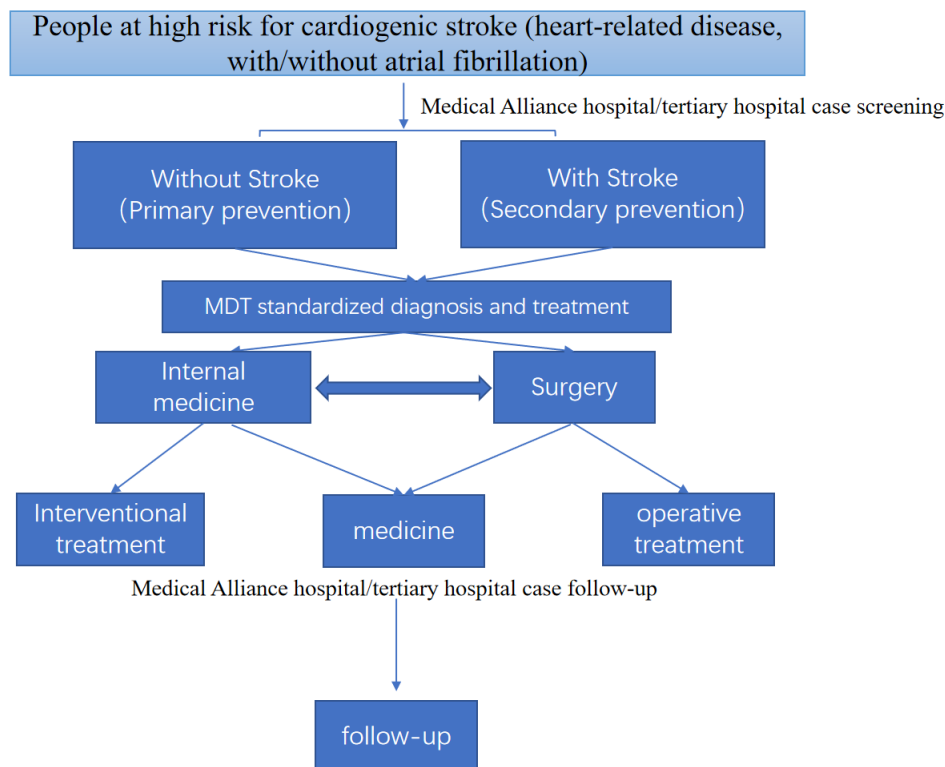 People at high risk for cardiogenic stroke (heart-related disease,
with/without atrial fibrillation)
Medical Alliance hospital/tertiary hospital case screening
Without Stroke
（Primary prevention）
With Stroke
（Secondary prevention）
MDT standardized diagnosis and treatment
Internal
medicine
Surgery
Interventional
treatment
medicine
operative
treatment
Medical Alliance hospital/tertiary hospital case follow-up
follow-up